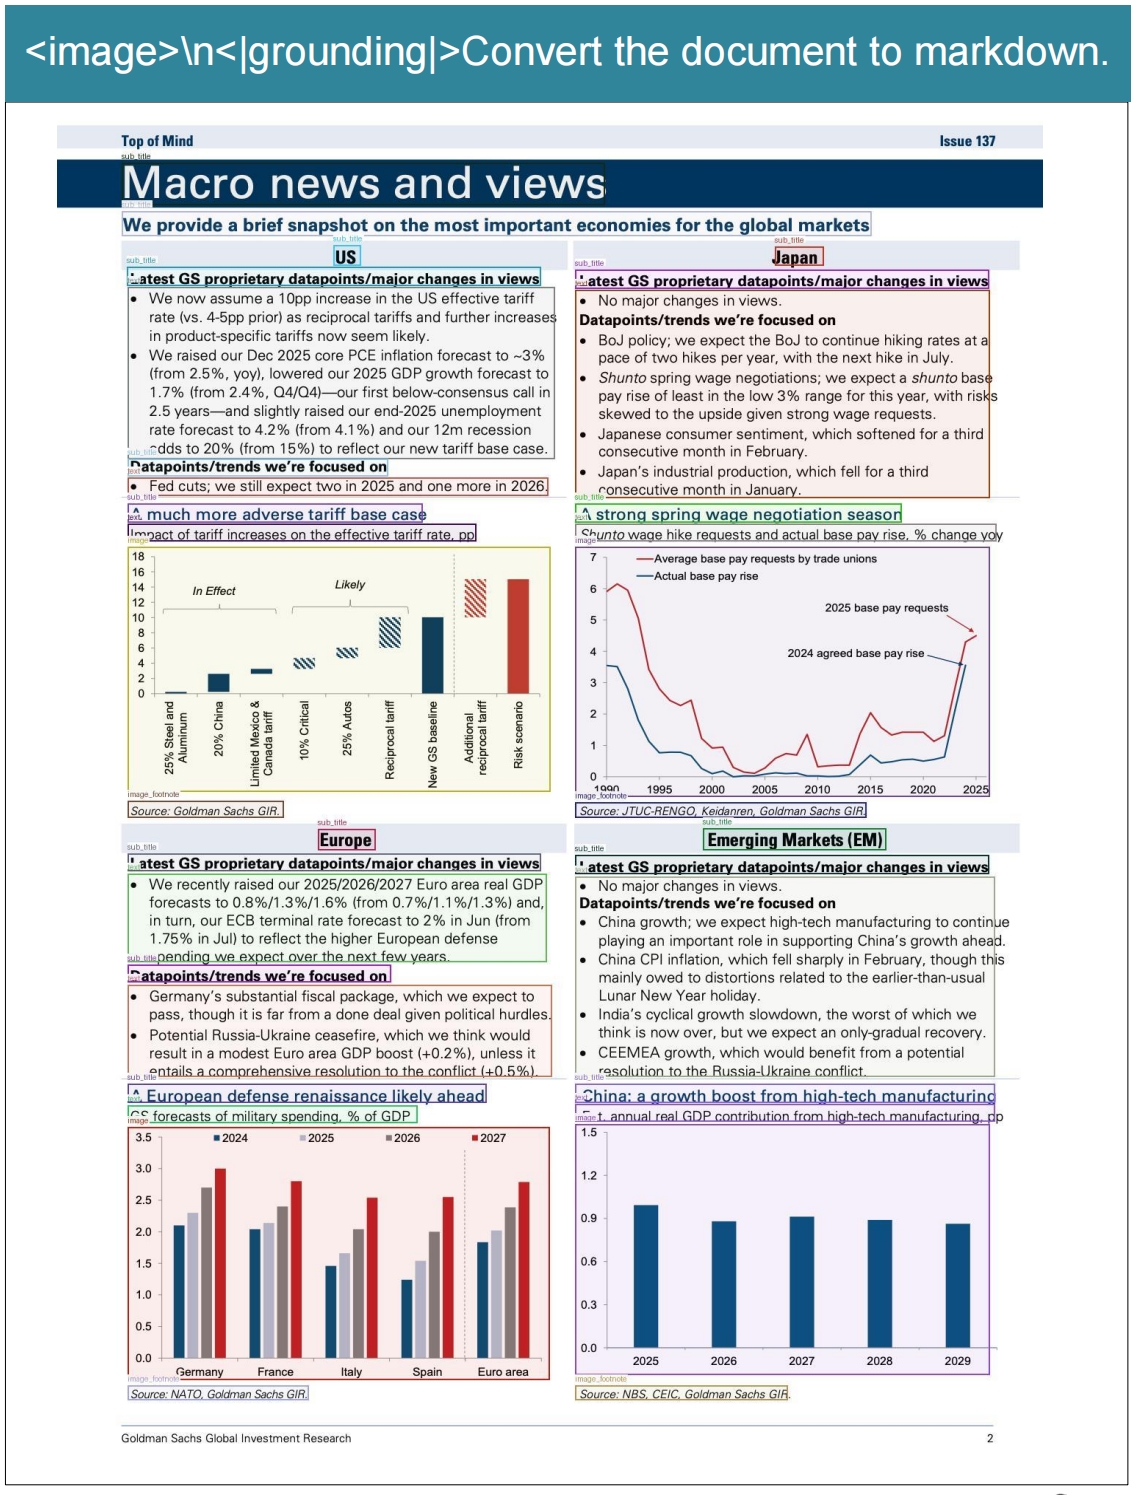 <image>\n<|grounding|>Convert the document to markdown.
Top of Mind
Issue 137
sub_title
Macro news and views
sub_title
We provide a brief snapshot on the most important economies for the global markets
sub_title
US
sub_title
Latest GS proprietary datapoints/major changes in views
text
• We now assume a 10pp increase in the US effective tariff
rate (vs. 4-5pp prior) as reciprocal tariffs and further increases
in product-specific tariffs now seem likely.
• We raised our Dec 2025 core PCE inflation forecast to ~3%
(from 2.5%, yoy), lowered our 2025 GDP growth forecast to
1.7% (from 2.4%, Q4/Q4)—our first below-consensus call in
2.5 years—and slightly raised our end-2025 unemployment
rate forecast to 4.2% (from 4.1%) and our 12m recession
odds to 20% (from 15%) to reflect our new tariff base case.
sub_title
Datapoints/trends we're focused on
text
• Fed cuts; we still expect two in 2025 and one more in 2026.
sub_title
A much more adverse tariff base case
text
Impact of tariff increases on the effective tariff rate, pp
image
18
16
14
12
10
8
6
4
2
0
In Effect
Likely
25% Steel and
Aluminum
20% China
Limited Mexico &
Canada tariff
10% Critical
25% Autos
Reciprocal tariff
New GS baseline
Additional
reciprocal tariff
Risk scenario
image_footnote
Source: Goldman Sachs GIR.
sub_title
Japan
sub_title
Latest GS proprietary datapoints/major changes in views
text
• No major changes in views.
Datapoints/trends we're focused on
• BoJ policy; we expect the BoJ to continue hiking rates at a
pace of two hikes per year, with the next hike in July.
• Shunto spring wage negotiations; we expect a shunto base
pay rise of least in the low 3% range for this year, with risks
skewed to the upside given strong wage requests.
• Japanese consumer sentiment, which softened for a third
consecutive month in February.
• Japan's industrial production, which fell for a third
consecutive month in January.
sub_title
A strong spring wage negotiation season
text
Shunto wage hike requests and actual base pay rise, % change yoy
image
7
6
5
4
3
2
1
0
Average base pay requests by trade unions
Actual base pay rise
2025 base pay requests
2024 agreed base pay rise
1990 1995 2000 2005 2010 2015 2020 2025
image_footnote
Source: JTUC-RENGO, Keidanren, Goldman Sachs GIR.
sub_title
Europe
sub_title
Latest GS proprietary datapoints/major changes in views
text
• We recently raised our 2025/2026/2027 Euro area real GDP
forecasts to 0.8%/1.3%/1.6% (from 0.7%/1.1%/1.3%) and,
in turn, our ECB terminal rate forecast to 2% in Jun (from
1.75% in Jul) to reflect the higher European defense
spending we expect over the next few years.
sub_title
Datapoints/trends we're focused on
text
• Germany's substantial fiscal package, which we expect to
pass, though it is far from a done deal given political hurdles.
• Potential Russia-Ukraine ceasefire, which we think would
result in a modest Euro area GDP boost (+0.2%), unless it
entails a comprehensive resolution to the conflict (+0.5%).
sub_title
A European defense renaissance likely ahead
text
GS forecasts of military spending, % of GDP
image
3.5
3.0
2.5
2.0
1.5
1.0
0.5
0.0
2024 2025 2026 2027
Germany France Italy Spain Euro area
image_footnote
Source: NATO, Goldman Sachs GIR.
sub_title
Emerging Markets (EM)
sub_title
Latest GS proprietary datapoints/major changes in views
text
• No major changes in views.
Datapoints/trends we're focused on
• China growth; we expect high-tech manufacturing to continue
playing an important role in supporting China's growth ahead.
• China CPI inflation, which fell sharply in February, though this
mainly owed to distortions related to the earlier-than-usual
Lunar New Year holiday.
• India's cyclical growth slowdown, the worst of which we
think is now over, but we expect an only-gradual recovery.
• CEEMEA growth, which would benefit from a potential
resolution to the Russia-Ukraine conflict.
sub_title
China: a growth boost from high-tech manufacturing
text
Est. annual real GDP contribution from high-tech manufacturing, pp
image
1.5
1.2
0.9
0.6
0.3
0.0
2025 2026 2027 2028 2029
image_footnote
Source: NBS, CEIC, Goldman Sachs GIR.
Goldman Sachs Global Investment Research
2